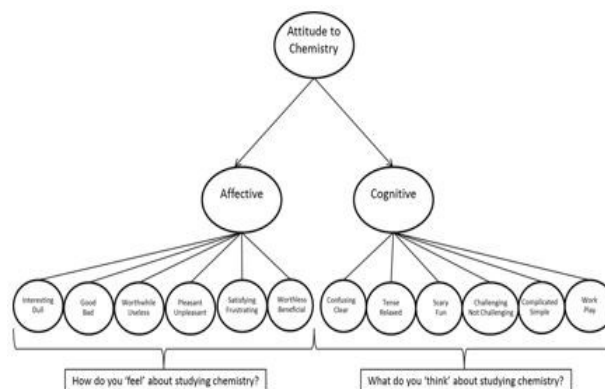 Attitude to
Chemistry
Affective
Cognitive
Interesting
Dull
Good
Bad
Worthwhile
Useless
Pleasant
Unpleasant
Satisfying
Frustrating
Worthless
Beneficial
Confusing
Clear
Tense
Relaxed
Scary
Fun
Challenging
Not Challenging
Complicated
Simple
Work
Play
How do you 'feel' about studying chemistry?
What do you 'think' about studying chemistry?